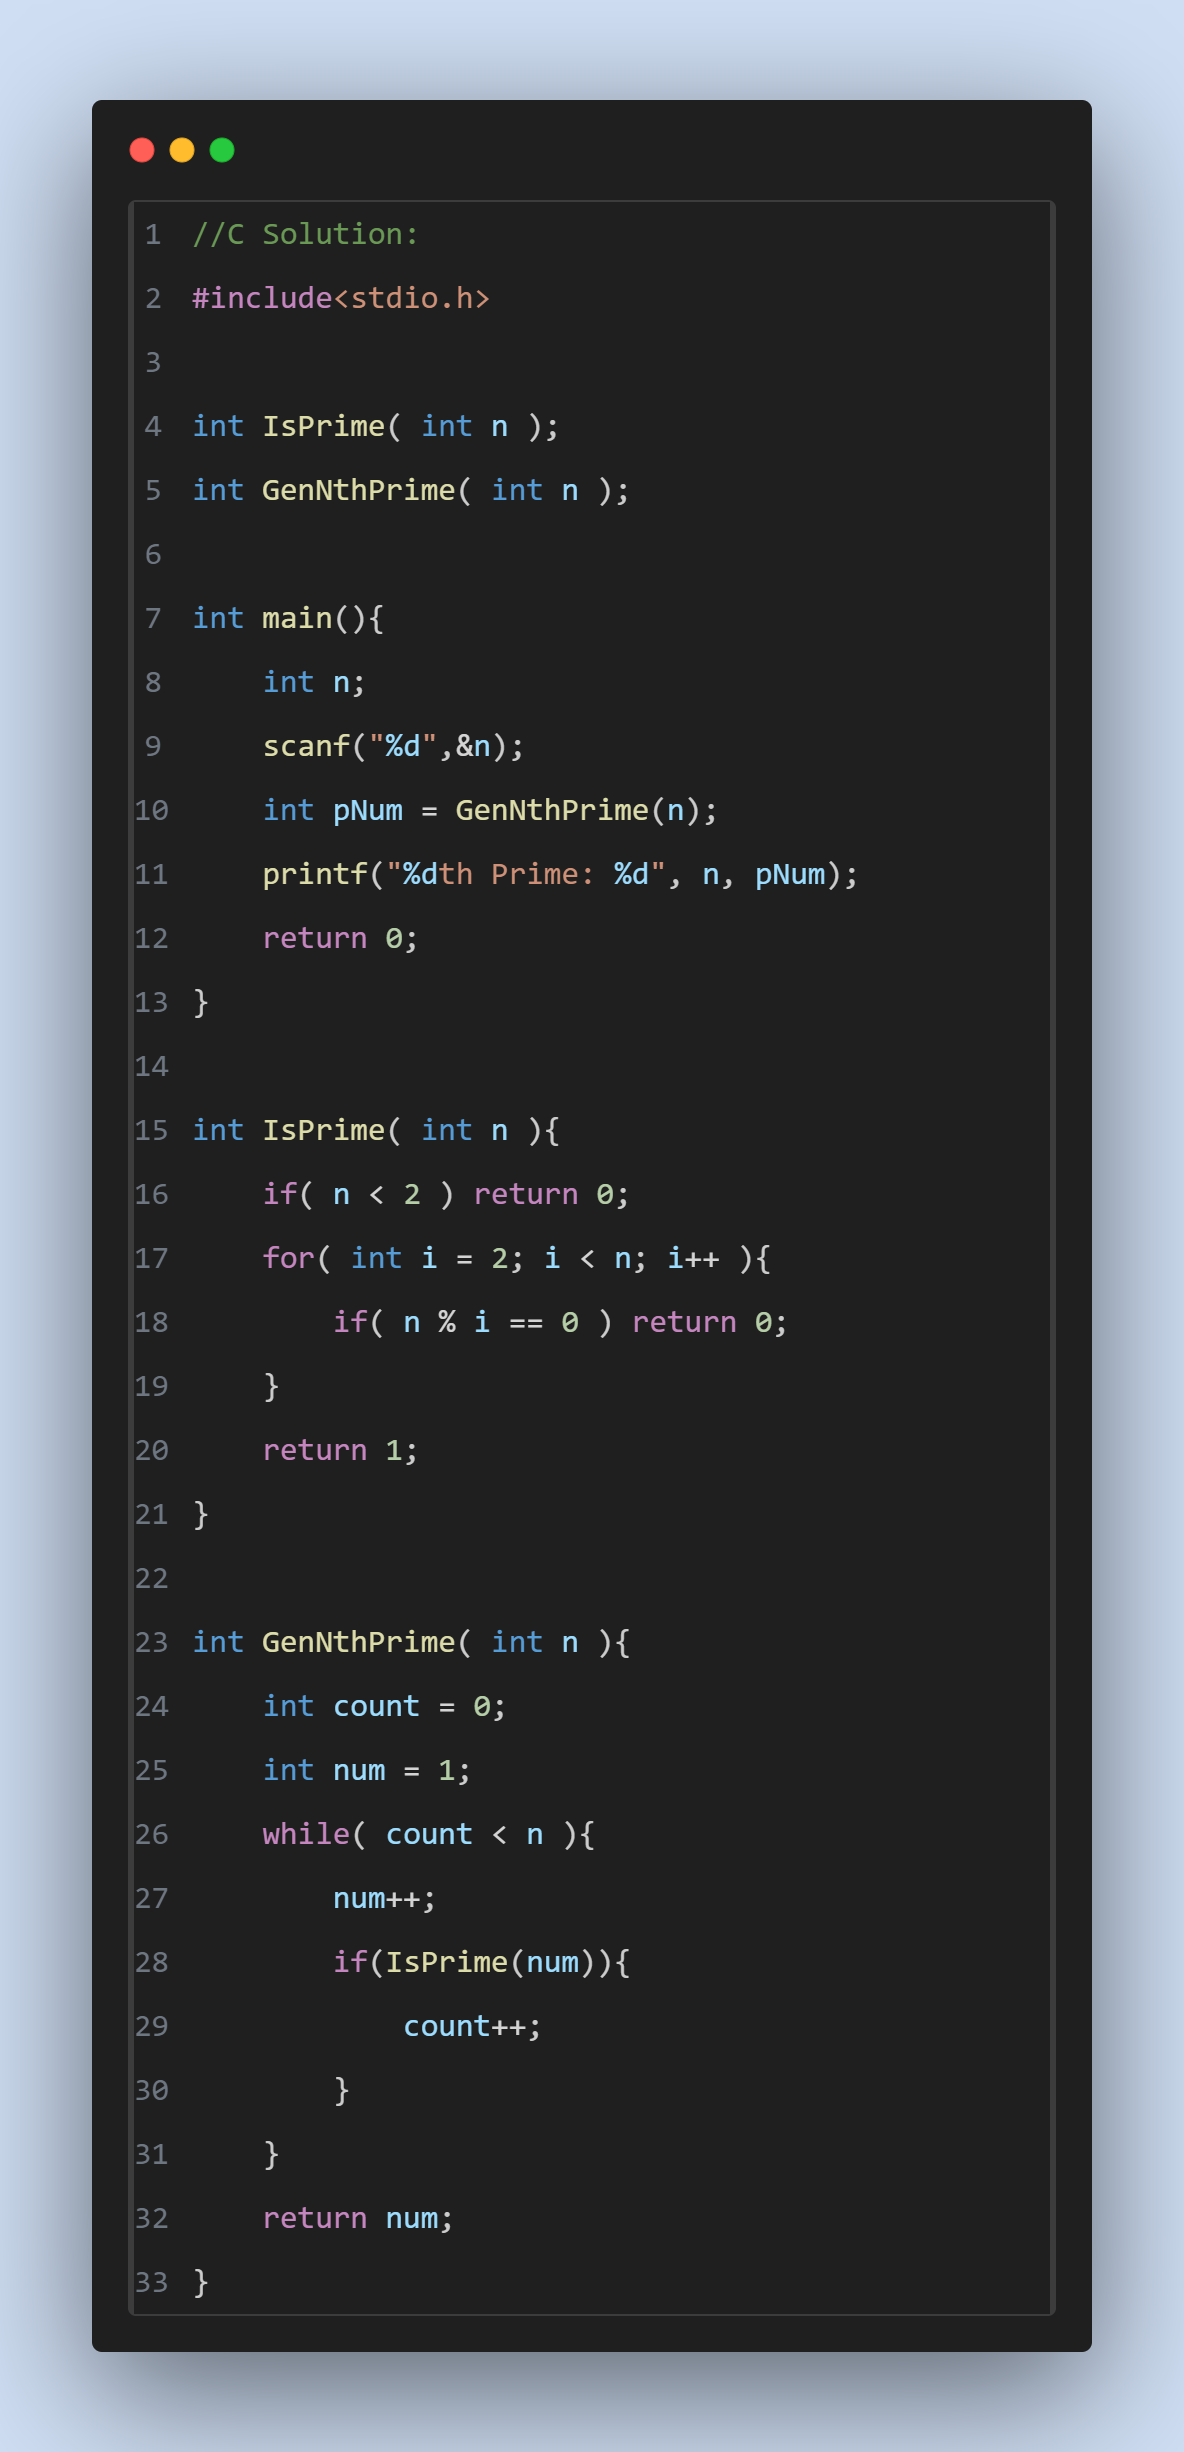 1 //C Solution:
2 #include<stdio.h>
3
4 int IsPrime( int n );
5 int GenNthPrime( int n );
6
7 int main(){
8     int n;
9     scanf("%d",&n);
10     int pNum = GenNthPrime(n);
11     printf("%dth Prime: %d", n, pNum);
12     return 0;
13 }
14
15 int IsPrime( int n ){
16     if( n < 2 ) return 0;
17     for( int i = 2; i < n; i++ ){
18         if( n % i == 0 ) return 0;
19     }
20     return 1;
21 }
22
23 int GenNthPrime( int n ){
24     int count = 0;
25     int num = 1;
26     while( count < n ){
27         num++;
28         if(IsPrime(num)){
29             count++;
30         }
31     }
32     return num;
33 }